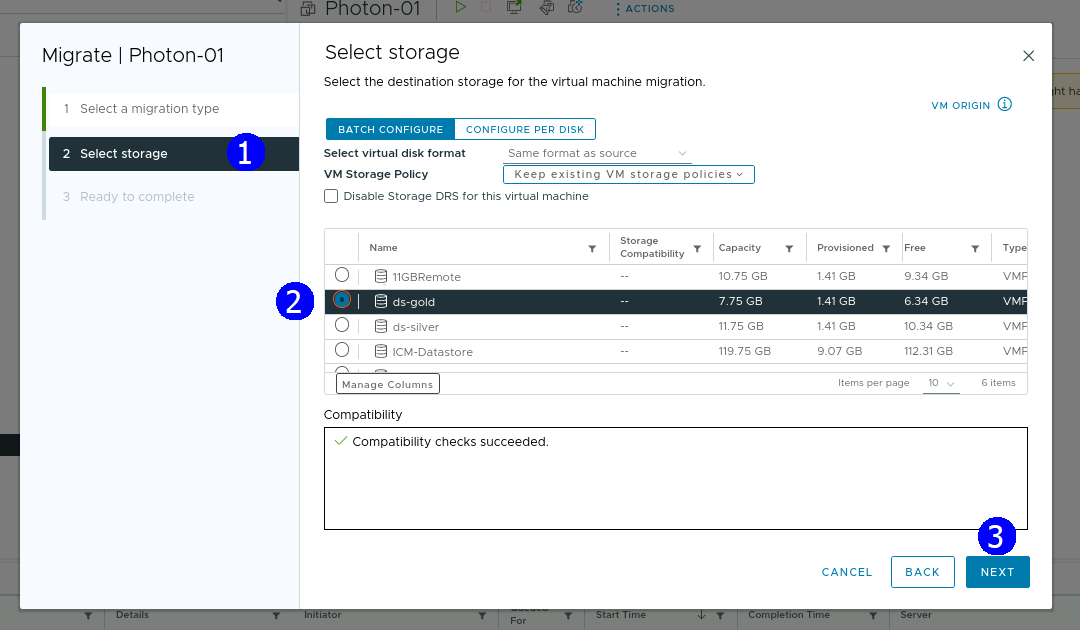 Photon-01
ACTIONS
Migrate | Photon-01
1 Select a migration type
2 Select storage
1
3 Ready to complete
Select storage
Select the destination storage for the virtual machine migration.
VM ORIGIN
BATCH CONFIGURE CONFIGURE PER DISK
Select virtual disk format Same format as source
VM Storage Policy Keep existing VM storage policies
Disable Storage DRS for this virtual machine
Name Storage Compatibility Capacity Provisioned Free Type
11GBRemote -- 10.75 GB 1.41 GB 9.34 GB VMF
2 ds-gold -- 7.75 GB 1.41 GB 6.34 GB VMF
ds-silver -- 11.75 GB 1.41 GB 10.34 GB VMF
ICM-Datastore -- 119.75 GB 9.07 GB 112.31 GB VMF
Manage Columns Items per page 10 6 items
Compatibility
Compatibility checks succeeded.
3
CANCEL BACK NEXT
ght ha
Details Initiator Queued For Start Time Completion Time Server